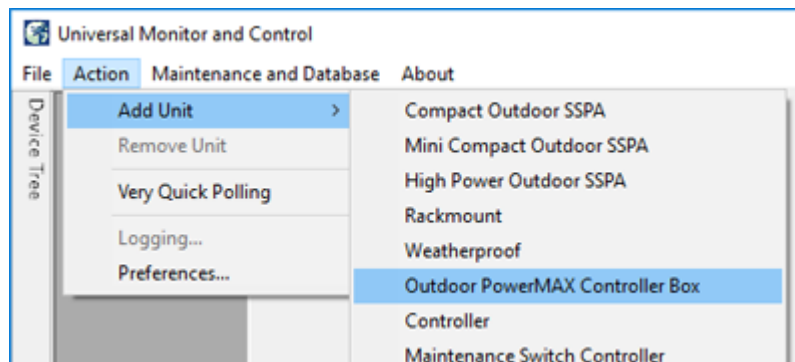 Universal Monitor and Control
File Action Maintenance and Database About
Device Tree
Add Unit >
Remove Unit
Very Quick Polling
Logging...
Preferences...
Compact Outdoor SSPA
Mini Compact Outdoor SSPA
High Power Outdoor SSPA
Rackmount
Weatherproof
Outdoor PowerMAX Controller Box
Controller
Maintenance Switch Controller